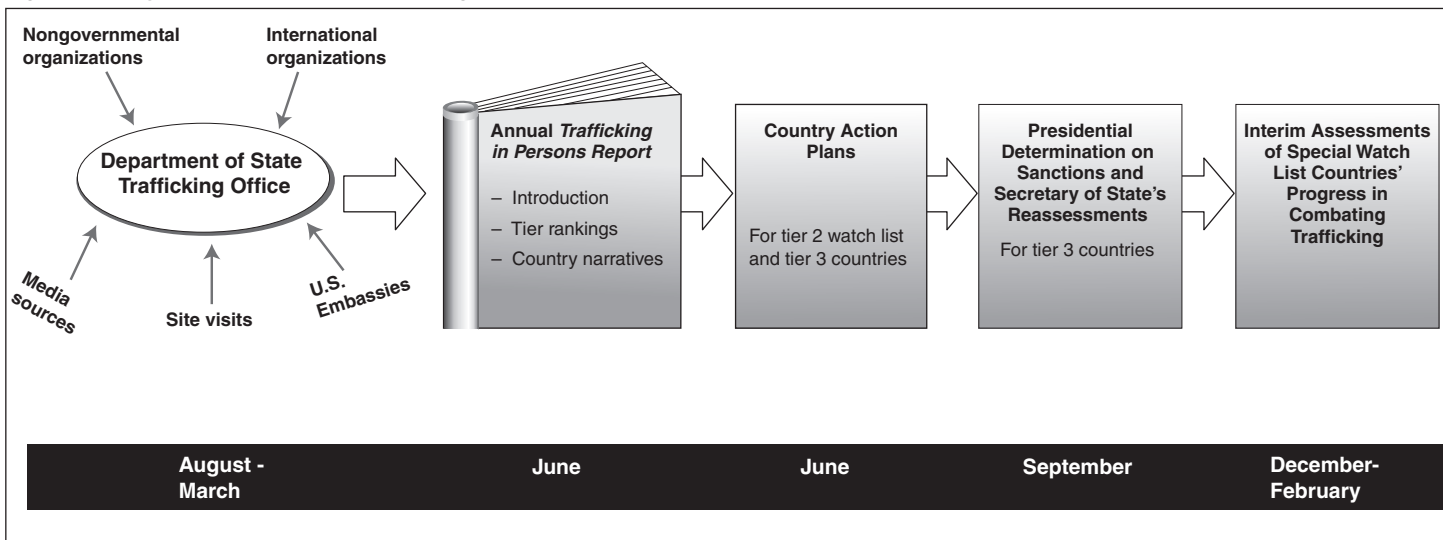 Nongovernmental
organizations
International
organizations
Department of State
Trafficking Office
Media
sources
Site visits
U.S.
Embassies
Annual Trafficking
in Persons Report
– Introduction
– Tier rankings
– Country narratives
Country Action
Plans
For tier 2 watch list
and tier 3 countries
Presidential
Determination on
Sanctions and
Secretary of State's
Reassessments
For tier 3 countries
Interim Assessments
of Special Watch
List Countries'
Progress in
Combating
Trafficking
August -
March
June
June
September
December-
February